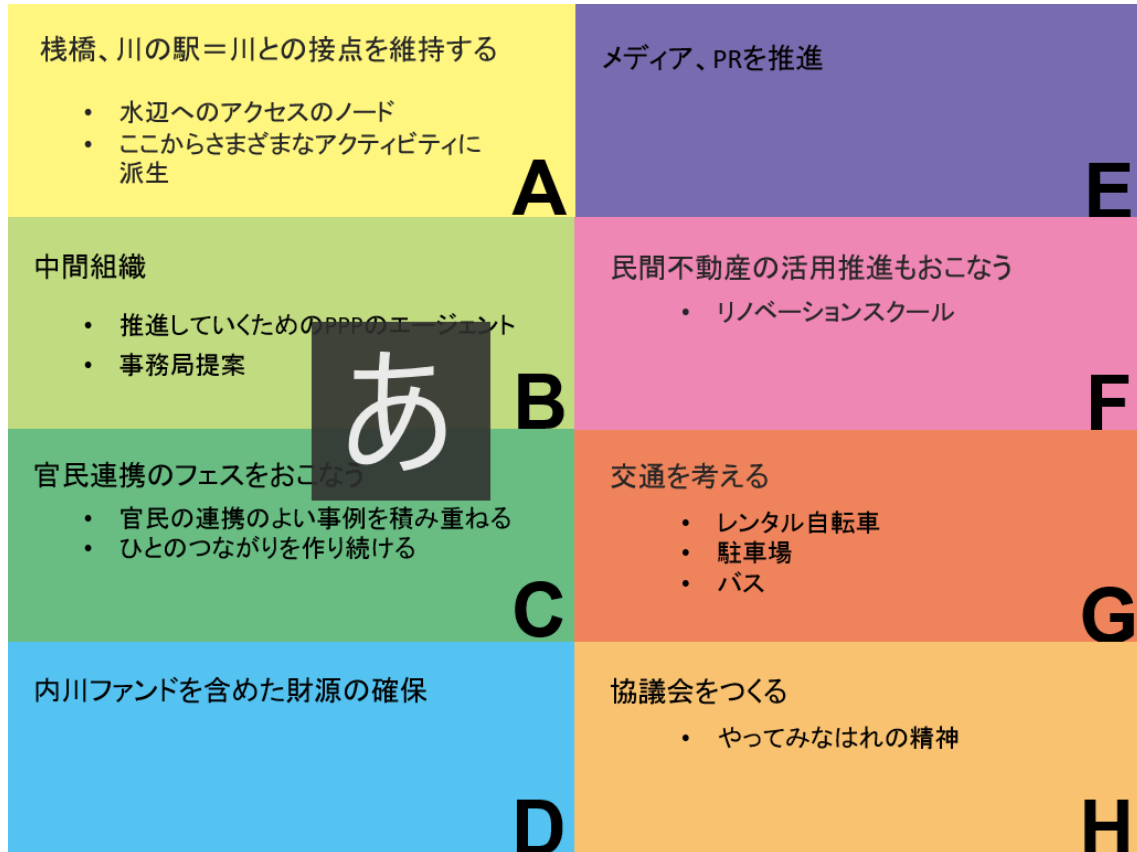 桟橋、川の駅＝川との接点を維持する
• 水辺へのアクセスのノード
• ここからさまざまなアクティビティに
派生
A
中間組織
• 推進していくためのPPPのエージェント
• 事務局提案
B
官民連携のフェスをおこなう
• 官民の連携のよい事例を積み重ねる
• ひとのつながりを作り続ける
C
内川ファンドを含めた財源の確保
D
メディア、PRを推進
E
民間不動産の活用推進もおこなう
• リノベーションスクール
F
交通を考える
• レンタル自転車
• 駐車場
• バス
G
協議会をつくる
• やってみなはれの精神
H
あ